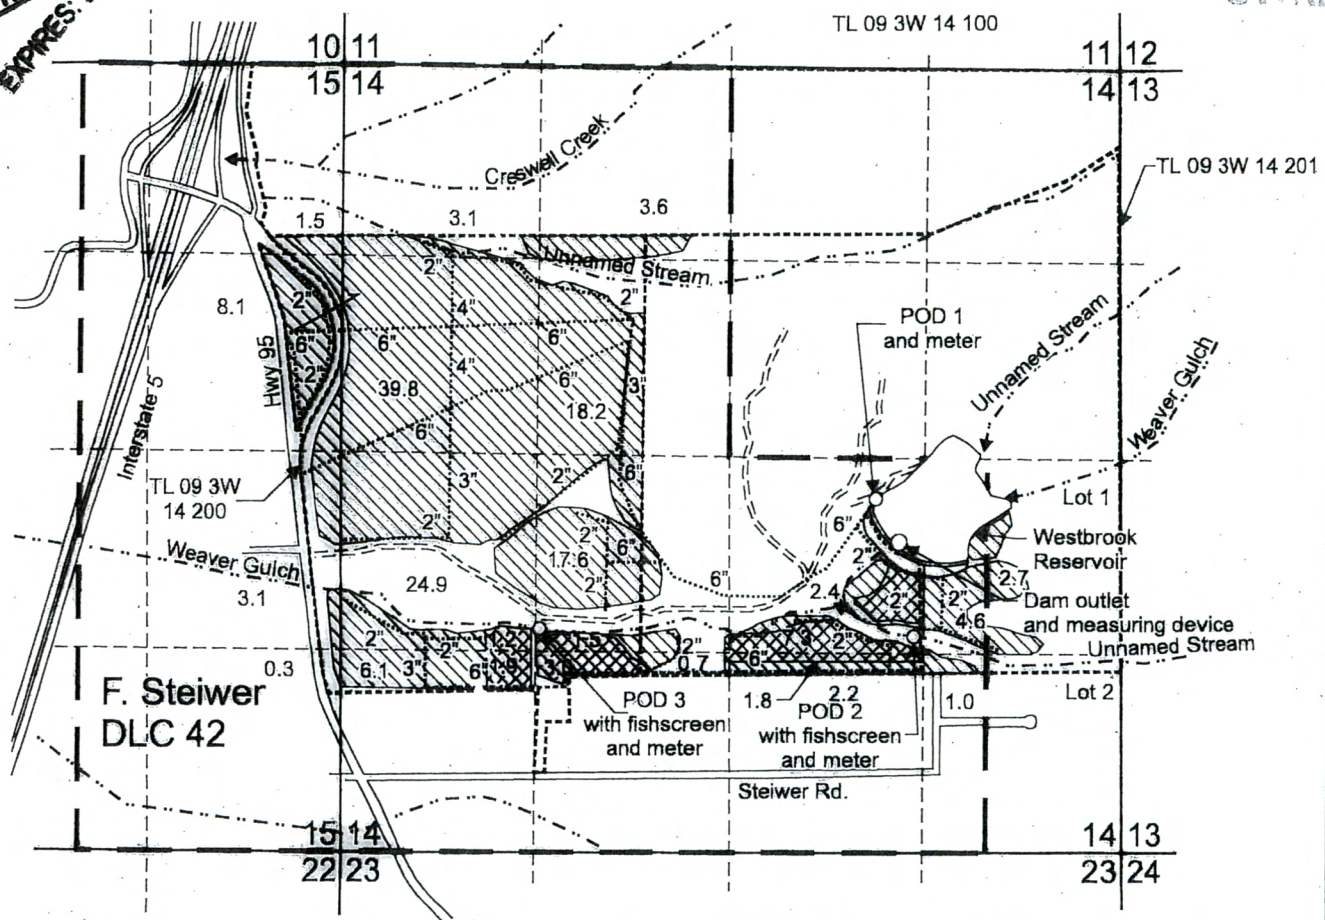 EXPIRES:
TL 09 3W 14 100
10 11
15 14
11 12
14 13
Creswell Creek
TL 09 3W 14 201
1.5
3.1
3.6
Unnamed Stream
2"
2"
8.1
2"
4"
POD 1
and meter
Unnamed Stream
Weaver Gulch
Hwy 95
6"
6"
6"
2"
39.8
4"
6"
3"
18.2
Interstate 5
6"
TL 09 3W
14 200
3"
2"
6"
Lot 1
2"
6"
Westbrook
Reservoir
Weaver Gulch
2"
17.6
6"
2"
2"
24.9
6"
2.4
2"
2"
2.7
4.6
Dam outlet
and measuring device
3.1
Unnamed Stream
2"
2"
1.5
2"
2"
0.3
6.1
3"
6"
1.9
0.7
6"
F. Steiwer
DLC 42
POD 3
with fishscreen
and meter
1.8
2.2
POD 2
with fishscreen
and meter
1.0
Lot 2
Steiwer Rd.
15 14
22 23
14 13
23 24